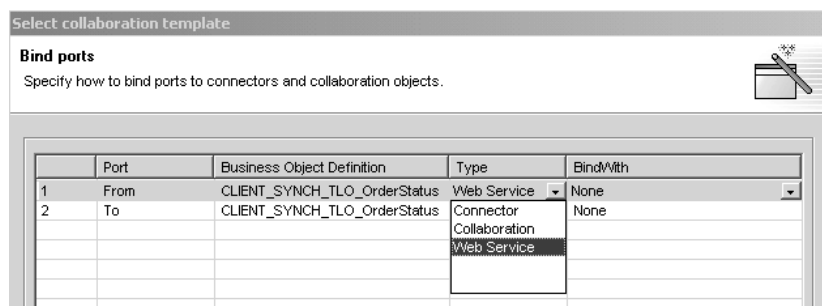 Select collaboration template
Bind ports
Specify how to bind ports to connectors and collaboration objects.
Port Business Object Definition Type BindWith
1 From CLIENT_SYNCH_TLO_OrderStatus Web Service None
2 To CLIENT_SYNCH_TLO_OrderStatus Connector None
Collaboration
Web Service